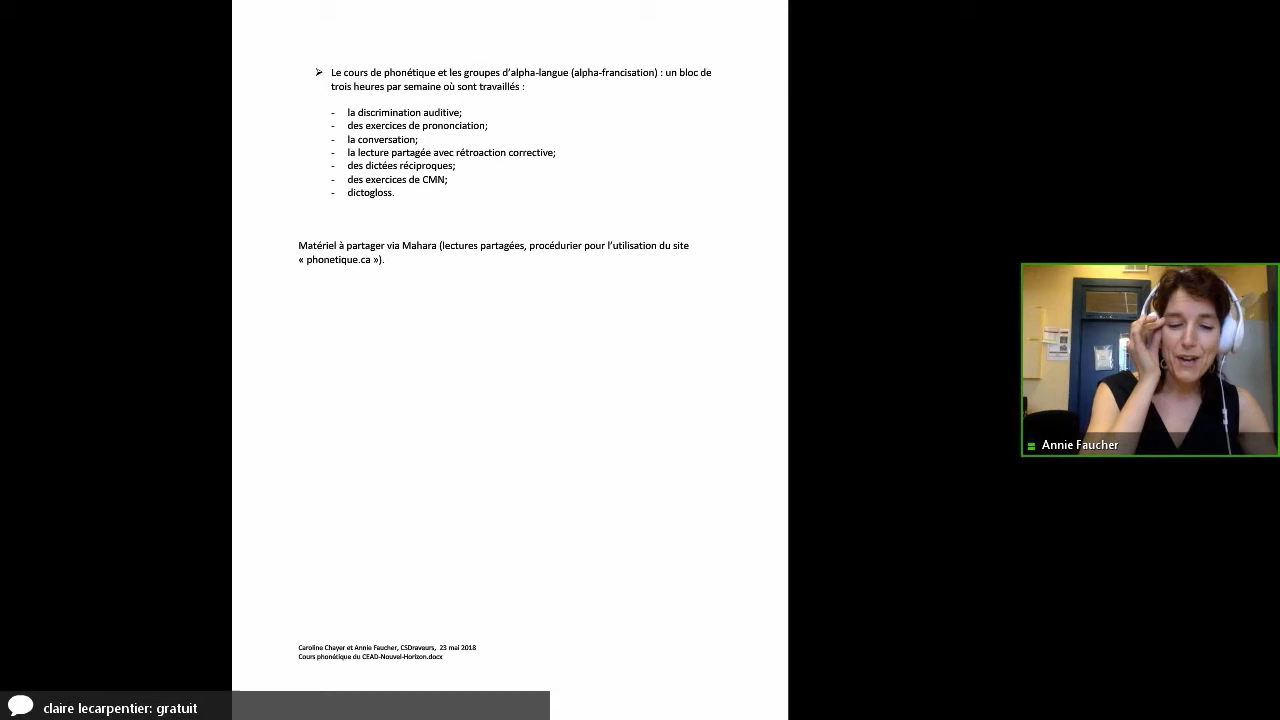 ➢ Le cours de phonétique et les groupes d'alpha-langue (alpha-francisation) : un bloc de
trois heures par semaine où sont travaillés :
- la discrimination auditive;
- des exercices de prononciation;
- la conversation;
- la lecture partagée avec rétroaction corrective;
- des dictées réciproques;
- des exercices de CMN;
- dictogloss.
Matériel à partager via Mahara (lectures partagées, procédurier pour l'utilisation du site
« phonetique.ca »).
Annie Faucher
Caroline Chayer et Annie Faucher, CSDraveurs, 23 mai 2018
Cours phonétique du CEAD-Nouvel-Horizon.docx
claire lecarpentier: gratuit